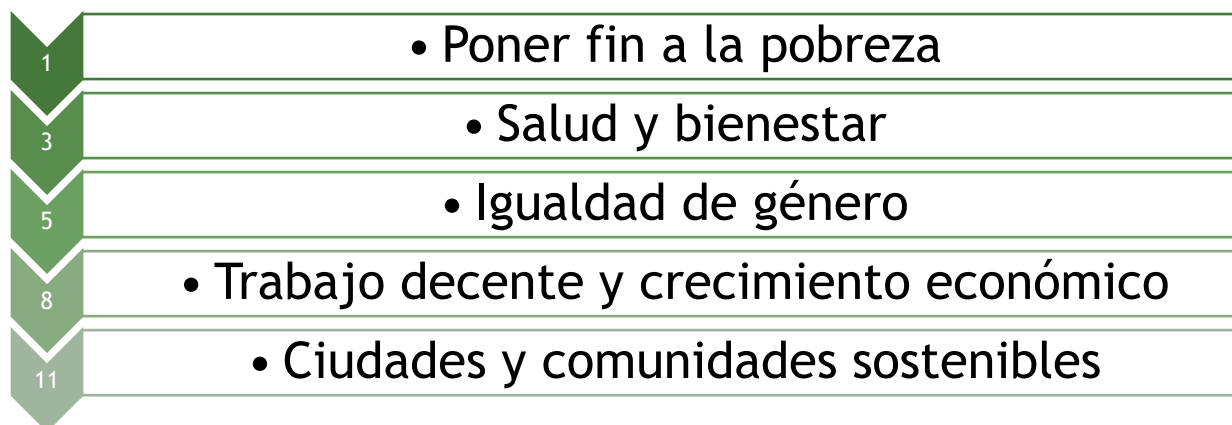 1 • Poner fin a la pobreza
3 • Salud y bienestar
5 • Igualdad de género
8 • Trabajo decente y crecimiento económico
11 • Ciudades y comunidades sostenibles